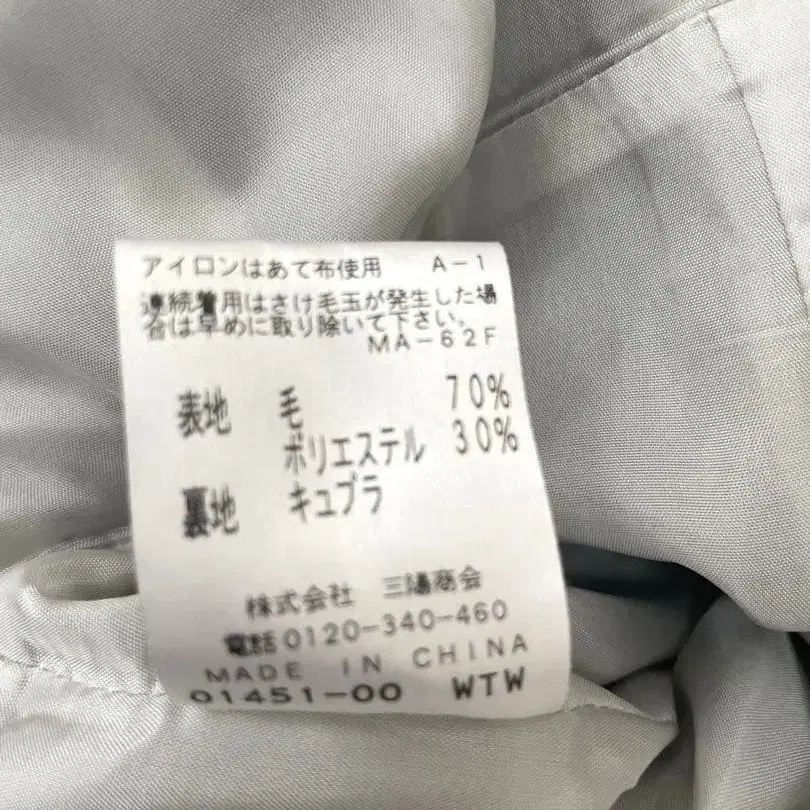 アイロンはあて布使用 A-1
連続着用はさけ毛玉が発生した場
合は早めに取り除いて下さい。
MA-62F
表地 毛 70%
ポリエステル 30%
裏地 キュプラ
株式会社 三陽商会
電話0120-340-460
MADE IN CHINA
01451-00 WTW